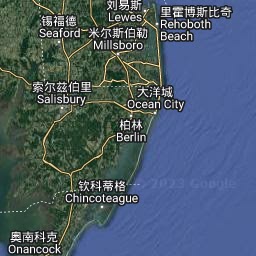 刘易斯
Lewes
里霍博斯比奇
Rehoboth
Beach
锡福德
Seaford
米尔斯伯勒
Millsboro
索尔兹伯里
Salisbury
大洋城
Ocean City
柏林
Berlin
钦科蒂格
Chincoteague
2023 Google
奥南科克
Onancock